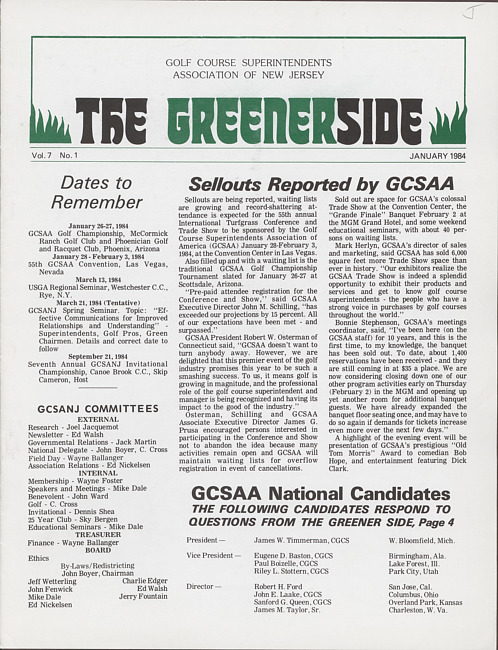 GOLF COURSE SUPERINTENDENTS
ASSOCIATION OF NEW JERSEY
THE GREENERSIDE
Vol. 7 No. 1
JANUARY 1984
Dates to
Remember
January 26-27, 1984
GCSAA Golf Championship, McCormick
Ranch Golf Club and Phoenician Golf
and Racquet Club, Phoenix, Arizona
January 28 - February 3, 1984
55th GCSAA Convention, Las Vegas,
Nevada
March 13, 1984
USGA Regional Seminar, Westchester C.C.,
Rye, N.Y.
March 21, 1984 (Tentative)
GCSANJ Spring Seminar. Topic: "Ef-
fective Communications for Improved
Relationships and Understanding" -
Superintendents, Golf Pros, Green
Chairmen. Details and correct date to
follow
September 21, 1984
Seventh Annual GCSANJ Invitational
Championship, Canoe Brook C.C., Skip
Cameron, Host
GCSANJ COMMITTEES
EXTERNAL
Research - Joel Jacquemot
Newsletter - Ed Walsh
Governmental Relations - Jack Martin
National Delegate - John Boyer, C. Cross
Field Day - Wayne Ballanger
Association Relations - Ed Nickelsen
INTERNAL
Membership - Wayne Foster
Speakers and Meetings - Mike Dale
Benevolent - John Ward
Golf - C. Cross
Invitational - Dennis Shea
25 Year Club - Sky Bergen
Educational Seminars - Mike Dale
TREASURER
Finance - Wayne Ballanger
BOARD
Ethics
By-Laws/Redistricting
John Boyer, Chairman
Jeff Wetterling Charlie Edger
John Fenwick Ed Walsh
Mike Dale Jerry Fountain
Ed Nickelsen
Sellouts Reported by GCSAA
Sellouts are being reported, waiting lists
are growing and record-shattering at-
tendance is expected for the 55th annual
International Turfgrass Conference and
Trade Show to be sponsored by the Golf
Course Superintendents Association of
America (GCSAA) January 28-February 3,
1984, at the Convention Center in Las Vegas.
Also filled up and with a waiting list is the
traditional GCSAA Golf Championship
Tournament slated for January 26-27 at
Scottsdale, Arizona.
"Pre-paid attendee registration for the
Conference and Show," said GCSAA
Executive Director John M. Schilling, "has
exceeded our projections by 15 percent. All
of our expectations have been met - and
surpassed."
GCSAA President Robert W. Osterman of
Connecticut said, "GCSAA doesn't want to
turn anybody away. However, we are
delighted that this premier event of the golf
industry promises this year to be such a
smashing success. To us, it means golf is
growing in magnitude, and the professional
role of the golf course superintendent and
manager is being recognized and having its
impact to the good of the industry."
Osterman, Schilling and GCSAA
Associate Executive Director James G.
Prusa encouraged persons interested in
participating in the Conference and Show
not to abandon the idea because many
activities remain open and GCSAA will
maintain waiting lists for overflow
registration in event of cancellations.
Sold out are space for GCSAA's colossal
Trade Show at the Convention Center, the
"Grande Finale" Banquet February 2 at
the MGM Grand Hotel, and some weekend
educational seminars, with about 40 per-
sons on waiting lists.
Mark Herlyn, GCSAA's director of sales
and marketing, said GCSAA has sold 6,000
square feet more Trade Show space than
ever in history. "Our exhibitors realize the
GCSAA Trade Show is indeed a splendid
opportunity to exhibit their products and
services and get to know golf course
superintendents - the people who have a
strong voice in purchases by golf courses
throughout the world."
Bonnie Stephenson, GCSAA's meetings
coordinator, said, "I've been (on the
GCSAA staff) for 10 years, and this is the
first time, to my knowledge, the banquet
has been sold out. To date, about 1,400
reservations have been received - and they
are still coming in at $35 a place. We are
now considering closing down one of our
other program activities early on Thursday
(February 2) in the MGM and opening up
yet another room for additional banquet
guests. We have already expanded the
banquet floor seating once, and may have to
do so again if demands for tickets increase
even more over the next few days."
A highlight of the evening event will be
presentation of GCSAA's prestigious "Old
Tom Morris" Award to comedian Bob
Hope, and entertainment featuring Dick
Clark.
GCSAA National Candidates
THE FOLLOWING CANDIDATES RESPOND TO
QUESTIONS FROM THE GREENER SIDE, Page 4
President — James W. Timmerman, CGCS W. Bloomfield, Mich.
Vice President — Eugene D. Baston, CGCS Birmingham, Ala.
Paul Boizelle, CGCS Lake Forest, Ill.
Riley L. Stottern, CGCS Park City, Utah
Director — Robert H. Ford San Jose, Cal.
John E. Laake, CGCS Columbus, Ohio
Sanford G. Queen, CGCS Overland Park, Kansas
James M. Taylor, Sr. Charleston, W. Va.